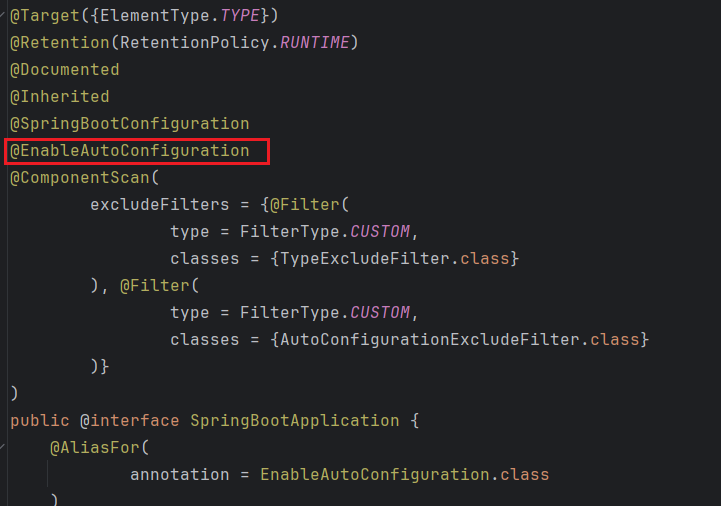 @Target({ElementType.TYPE})
@Retention(RetentionPolicy.RUNTIME)
@Documented
@Inherited
@SpringBootConfiguration
@EnableAutoConfiguration
@ComponentScan(
        excludeFilters = {@Filter(
                type = FilterType.CUSTOM,
                classes = {TypeExcludeFilter.class}
        ), @Filter(
                type = FilterType.CUSTOM,
                classes = {AutoConfigurationExcludeFilter.class}
        )}
)
public @interface SpringBootApplication {
    @AliasFor(
            annotation = EnableAutoConfiguration.class
    )